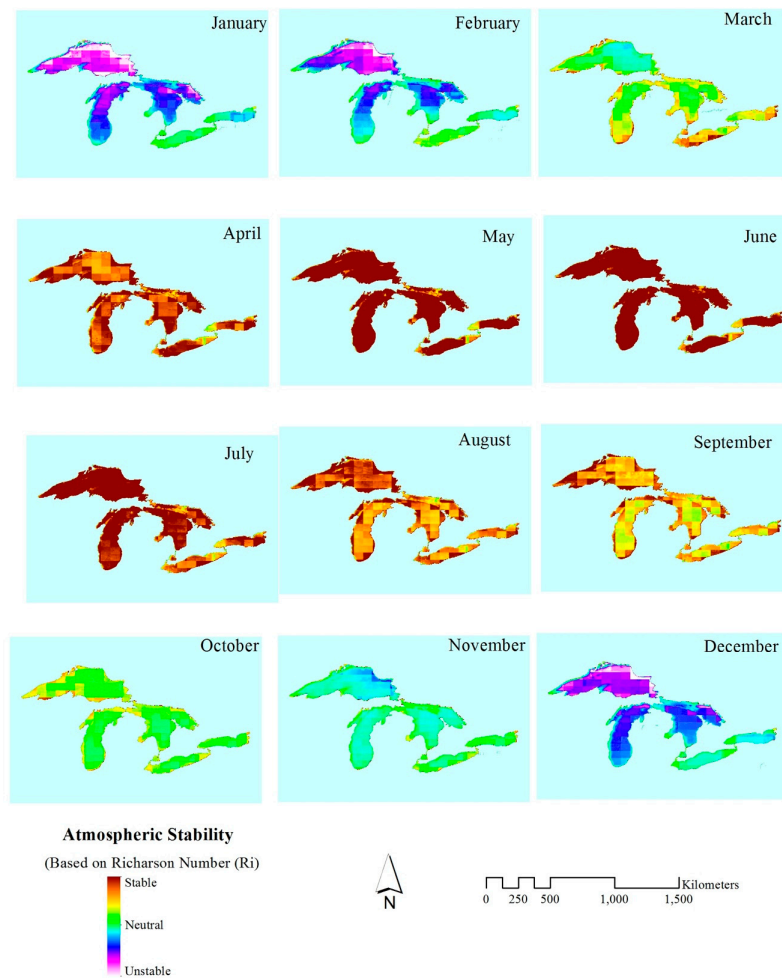 January
February
March
April
May
June
July
August
September
October
November
December
Atmospheric Stability
(Based on Richarson Number (Ri)
Stable
Neutral
Unstable
N
Kilometers
0 250 500 1,000 1,500